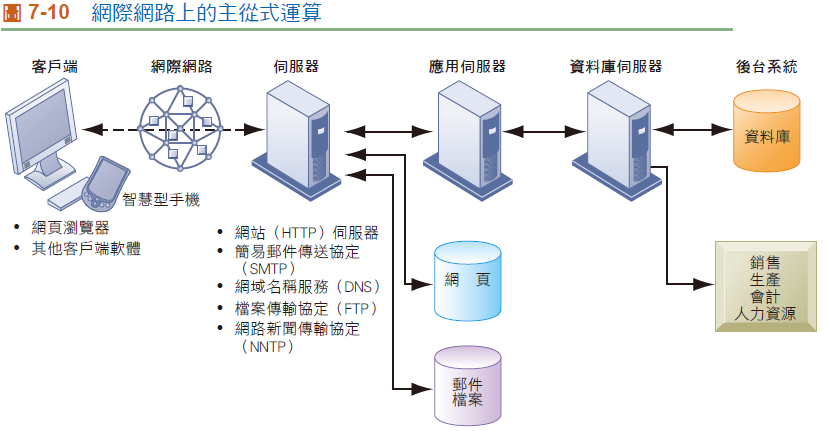 圖 7-10 網際網路上的主從式運算
客戶端
網際網路
伺服器
應用伺服器
資料庫伺服器
後台系統
資料庫
智慧型手機
• 網頁瀏覽器
• 其他客戶端軟體
• 網站（HTTP）伺服器
• 簡易郵件傳送協定
（SMTP）
• 網域名稱服務（DNS）
• 檔案傳輸協定（FTP）
• 網路新聞傳輸協定
（NNTP）
網 頁
郵件
檔案
銷售
生產
會計
人力資源